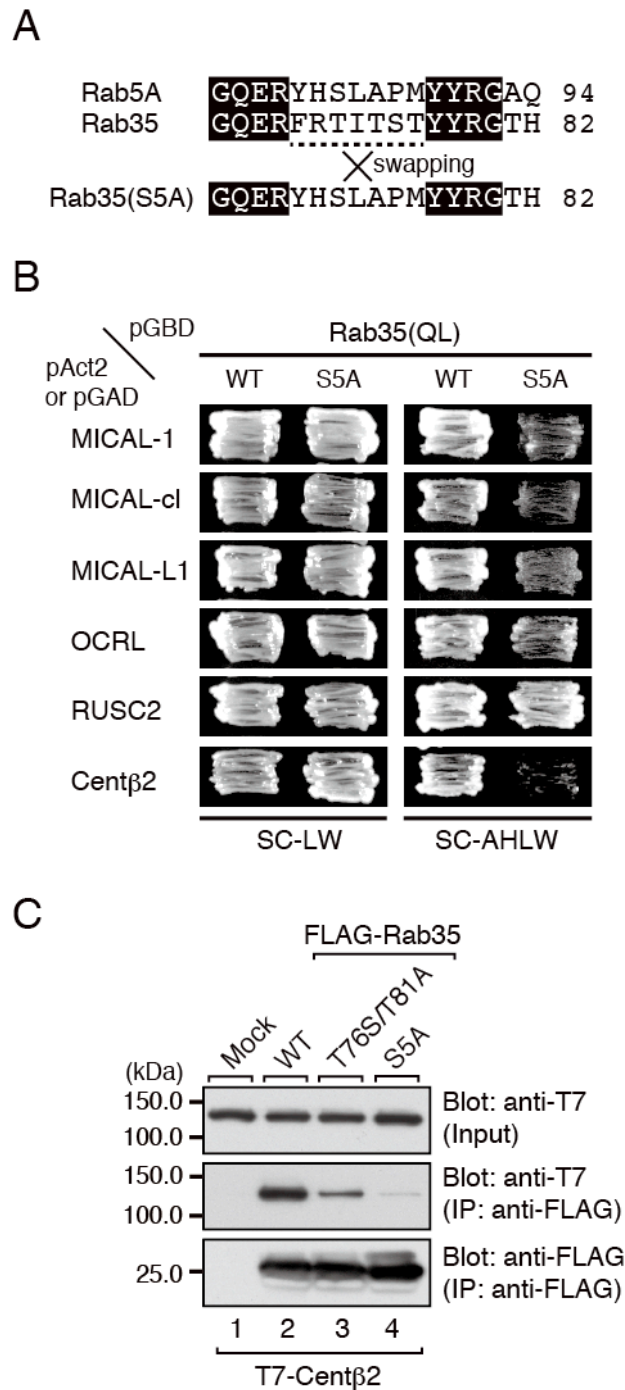 A
Rab5A GQERYHSLAPMYYRGAQ 94
Rab35 GQERFRTITSTYYRGTH 82
swapping
Rab35(S5A) GQERYHSLAPMYYRGTH 82
B
pGBD
pAct2
or pGAD
Rab35(QL)
WT S5A WT S5A
MICAL-1
MICAL-cl
MICAL-L1
OCRL
RUSC2
Centβ2
SC-LW SC-AHLW
C
FLAG-Rab35
Mock WT T76S/T81A S5A
(kDa)
150.0
100.0
Blot: anti-T7
(Input)
150.0
100.0
Blot: anti-T7
(IP: anti-FLAG)
25.0
Blot: anti-FLAG
(IP: anti-FLAG)
1 2 3 4
T7-Centβ2